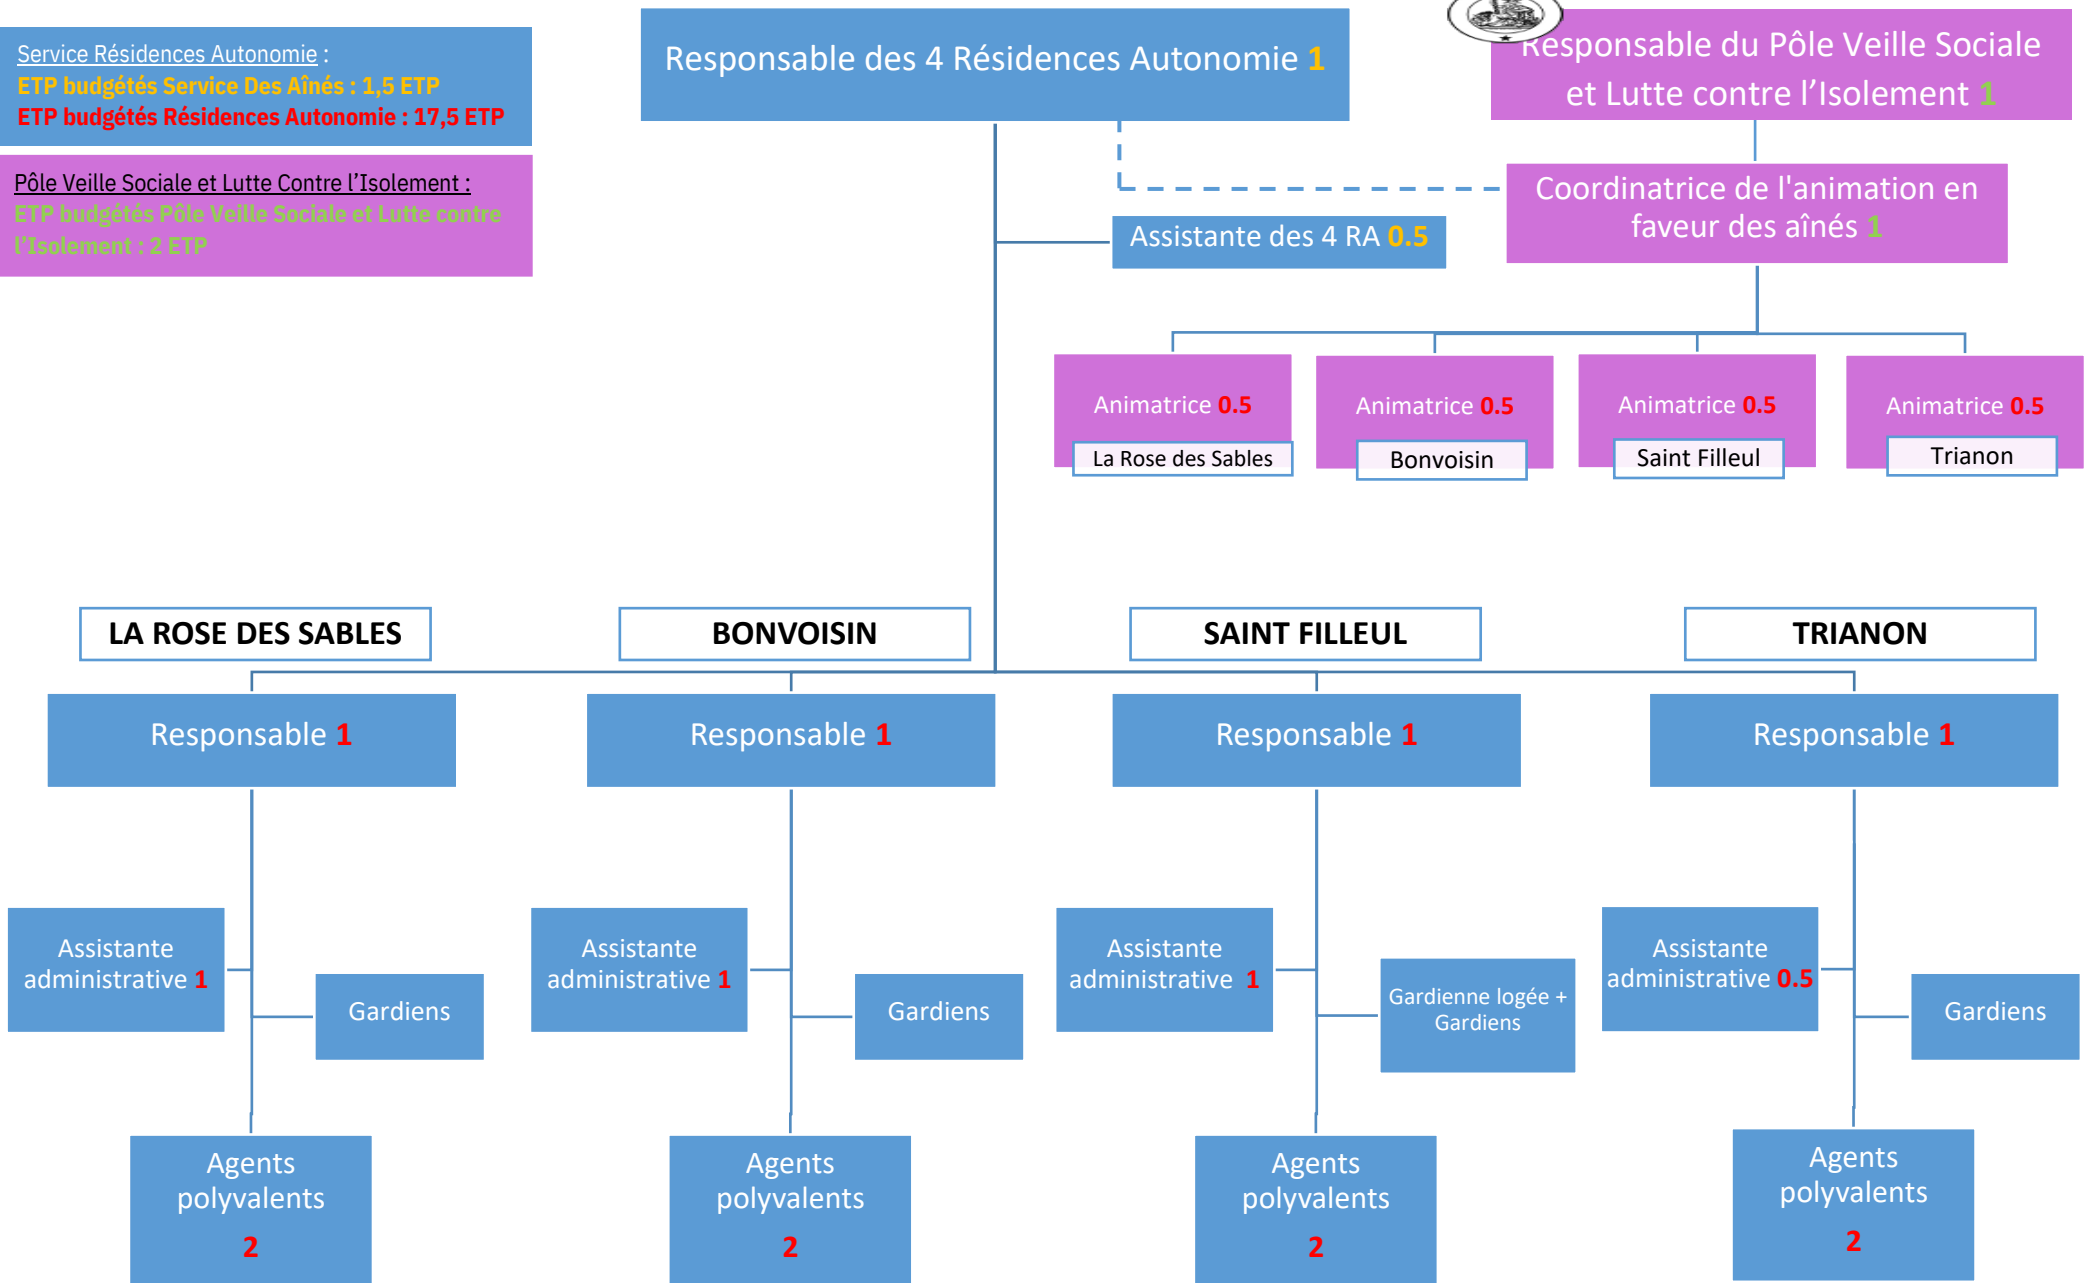 Service Résidences Autonomie :
ETP budgétés Service Des Aînés : 1,5 ETP
ETP budgétés Résidences Autonomie : 17,5 ETP
Pôle Veille Sociale et Lutte Contre l'Isolement :
ETP budgétés Pôle Veille Sociale et Lutte contre
l'Isolement : 2 ETP
Responsable des 4 Résidences Autonomie 1
Responsable du Pôle Veille Sociale
et Lutte contre l'Isolement 1
Coordinatrice de l'animation en
faveur des aînés 1
Assistante des 4 RA 0.5
Animatrice 0.5
La Rose des Sables
Animatrice 0.5
Bonvoisin
Animatrice 0.5
Saint Filleul
Animatrice 0.5
Trianon
LA ROSE DES SABLES
BONVOISIN
SAINT FILLEUL
TRIANON
Responsable 1
Responsable 1
Responsable 1
Responsable 1
Assistante
administrative 1
Gardiens
Assistante
administrative 1
Gardiens
Assistante
administrative 1
Gardienne logée +
Gardiens
Assistante
administrative 0.5
Gardiens
Agents
polyvalents
2
Agents
polyvalents
2
Agents
polyvalents
2
Agents
polyvalents
2